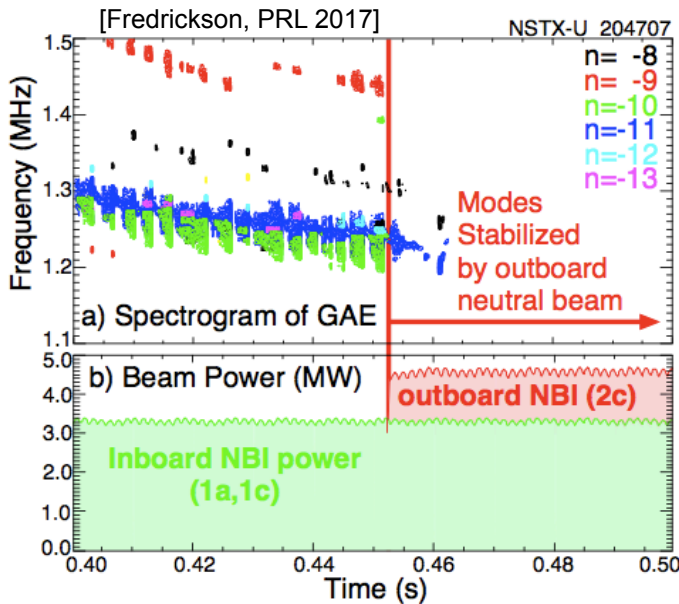 [Fredrickson, PRL 2017]
NSTX-U 204707
1.5
1.4
1.3
1.2
1.1
Frequency (MHz)
n= -8
n= -9
n=-10
n=-11
n=-12
n=-13
Modes
Stabilized
by outboard
neutral beam
a) Spectrogram of GAE
5.0
4.0
3.0
2.0
1.0
0.0
b) Beam Power (MW)
outboard NBI (2c)
Inboard NBI power
(1a,1c)
0.40 0.42 0.44 0.46 0.48 0.50
Time (s)